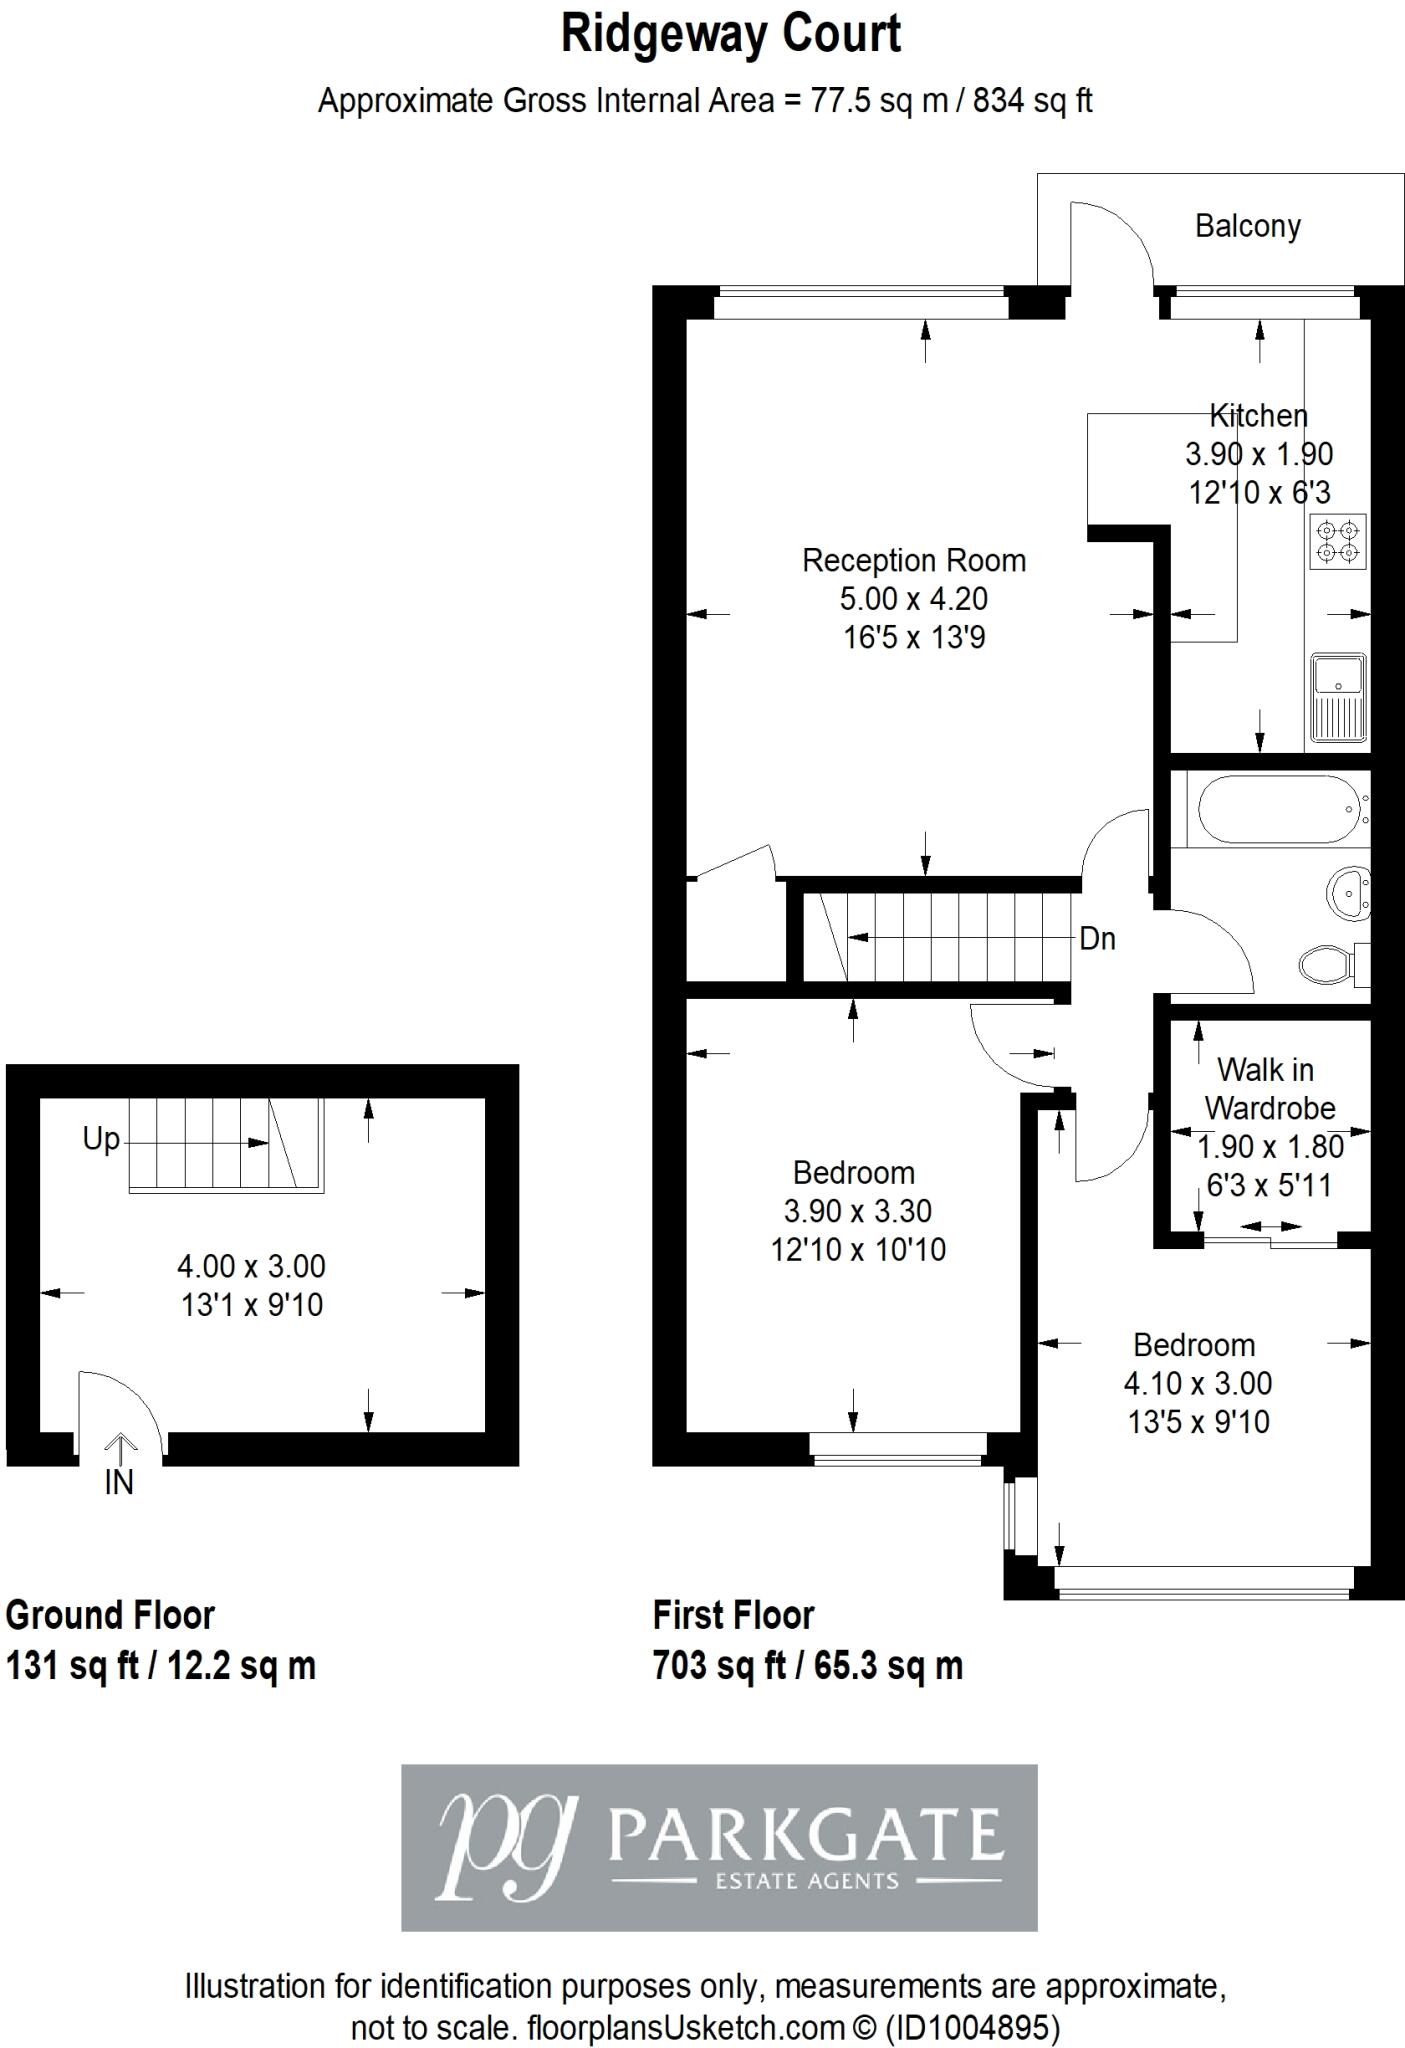 Ridgeway Court
Approximate Gross Internal Area = 77.5 sq m / 834 sq ft
Balcony
Kitchen
3.90 x 1.90
12'10 x 6'3
Reception Room
5.00 x 4.20
16'5 x 13'9
Dn
Walk in
Wardrobe
1.90 x 1.80
6'3 x 5'11
Bedroom
3.90 x 3.30
12'10 x 10'10
Up
4.00 x 3.00
13'1 x 9'10
Bedroom
4.10 x 3.00
13'5 x 9'10
IN
Ground Floor
131 sq ft / 12.2 sq m
First Floor
703 sq ft / 65.3 sq m
pg PARKGATE
ESTATE AGENTS
Illustration for identification purposes only, measurements are approximate,
not to scale. floorplansUsketch.com © (ID1004895)